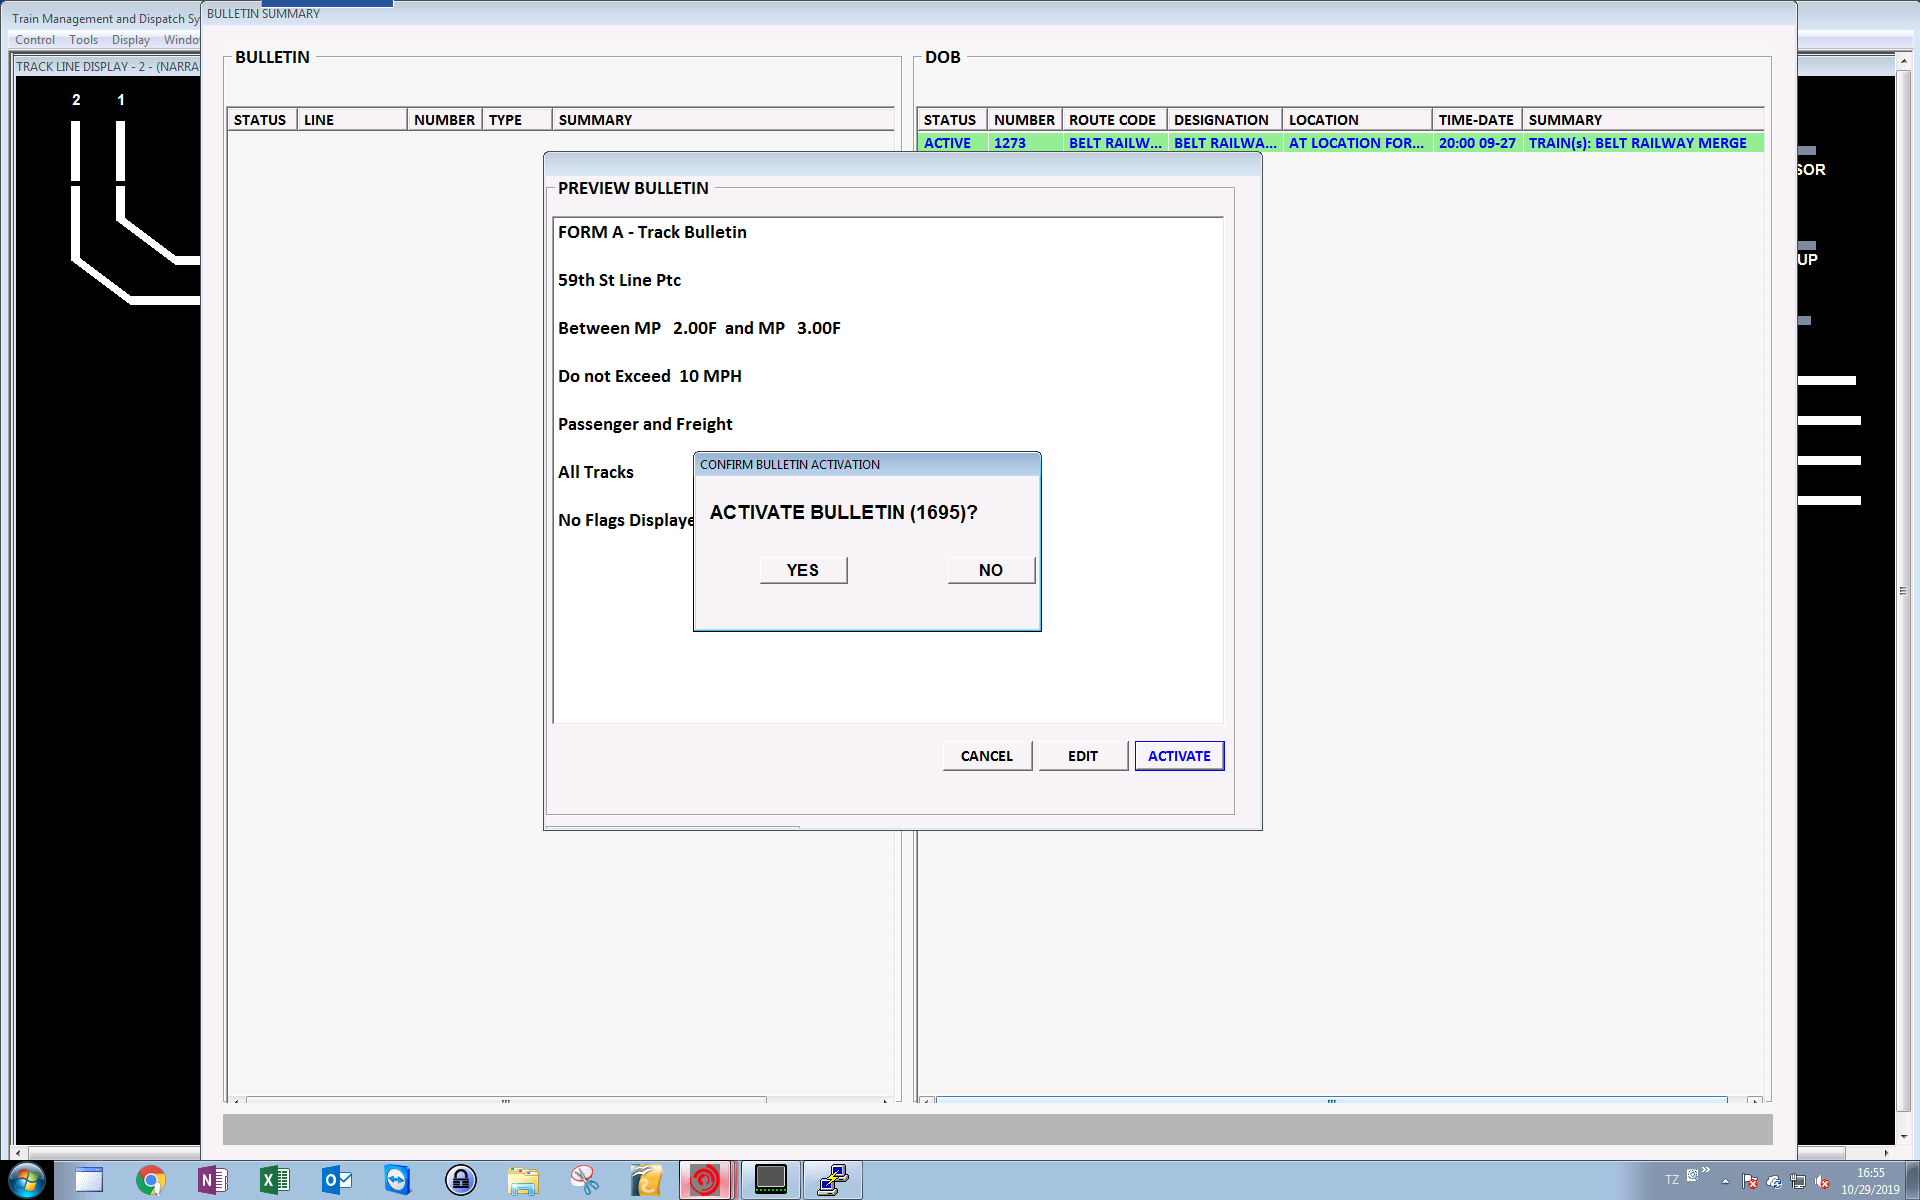 Train Management and Dispatch Sy
BULLETIN SUMMARY
Control Tools Display Windo
TRACK LINE DISPLAY - 2 - (NARRA
2 1
BULLETIN
STATUS LINE NUMBER TYPE SUMMARY
DOB
STATUS NUMBER ROUTE CODE DESIGNATION LOCATION TIME-DATE SUMMARY
ACTIVE 1273 BELT RAILW... BELT RAILWA... AT LOCATION FOR... 20:00 09-27 TRAIN(s): BELT RAILWAY MERGE
SOR
UP
PREVIEW BULLETIN
FORM A - Track Bulletin
59th St Line Ptc
Between MP 2.00F and MP 3.00F
Do not Exceed 10 MPH
Passenger and Freight
All Tracks
No Flags Displaye
CONFIRM BULLETIN ACTIVATION
ACTIVATE BULLETIN (1695)?
YES NO
CANCEL EDIT ACTIVATE
TZ
16:55
10/29/2019